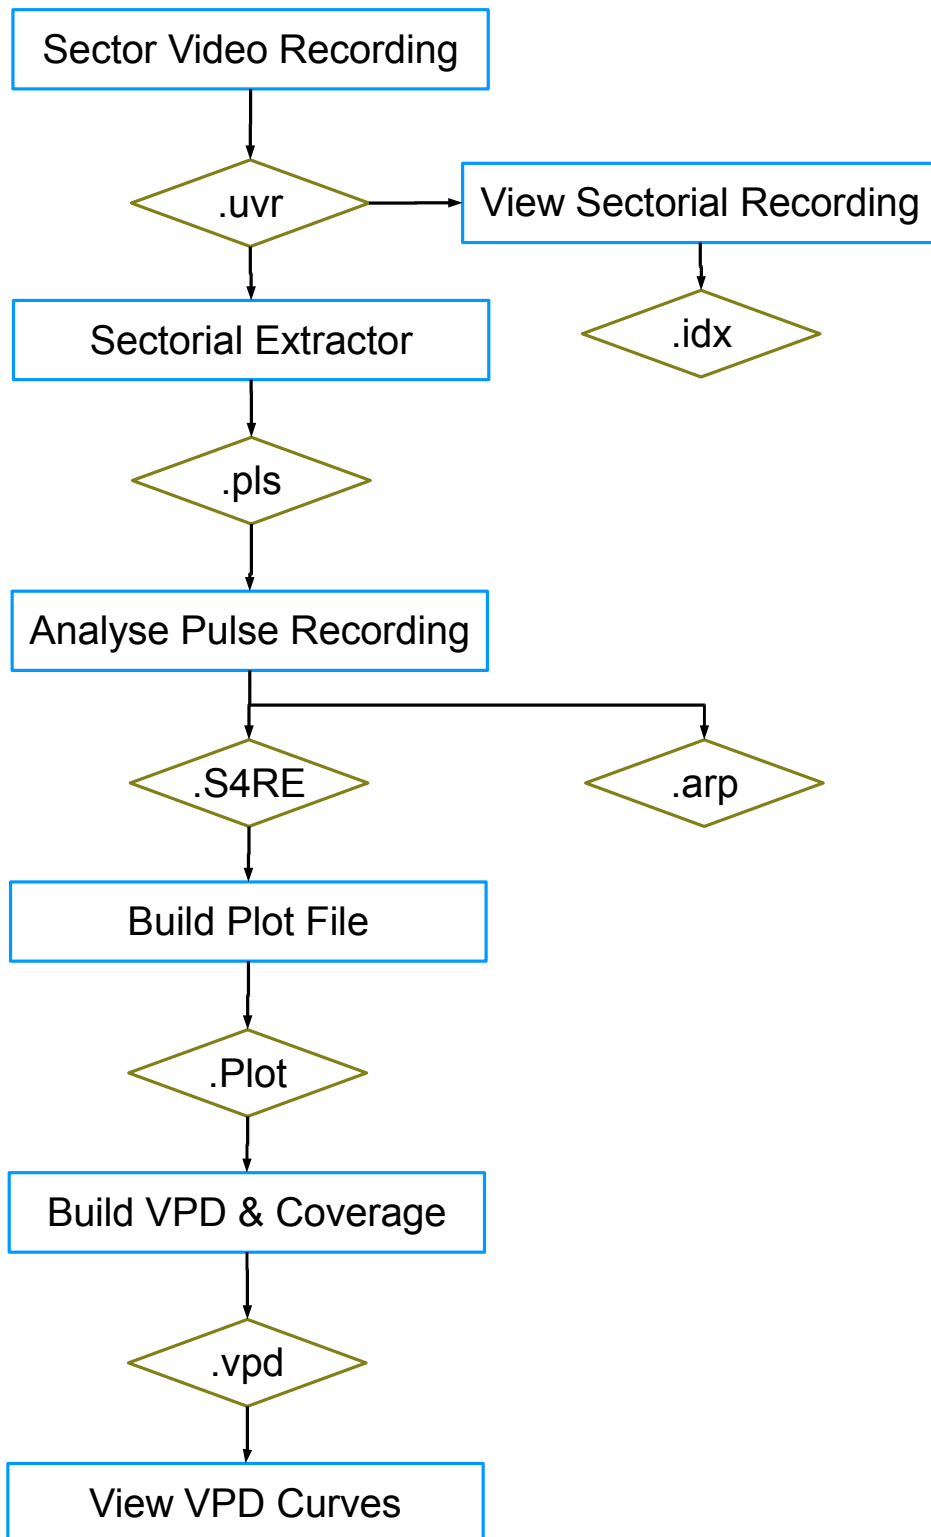 Sector Video Recording
.uvr
View Sectorial Recording
.idx
Sectorial Extractor
.pls
Analyse Pulse Recording
.S4RE
.arp
Build Plot File
.Plot
Build VPD & Coverage
.vpd
View VPD Curves